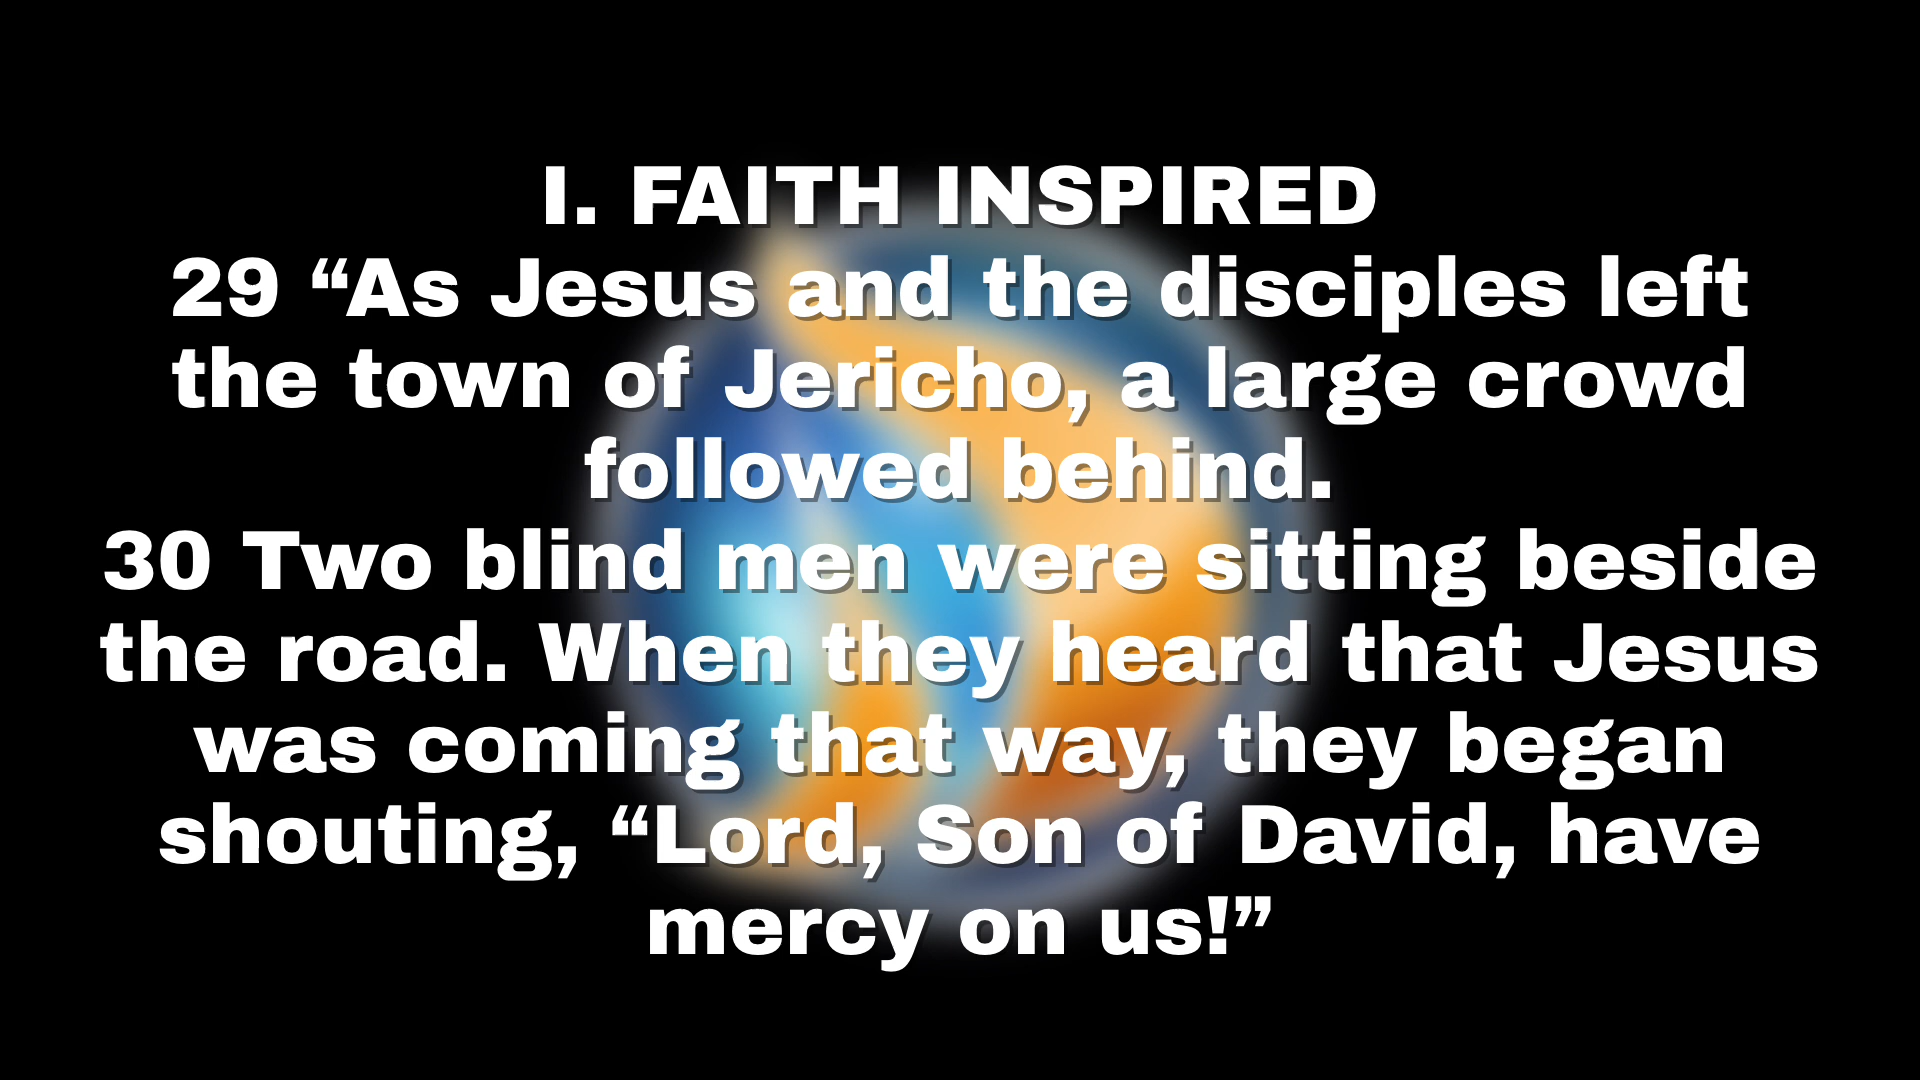 I. FAITH INSPIRED
29 “As Jesus and the disciples left
the town of Jericho, a large crowd
followed behind.
30 Two blind men were sitting beside
the road. When they heard that Jesus
was coming that way, they began
shouting, “Lord, Son of David, have
mercy on us!”